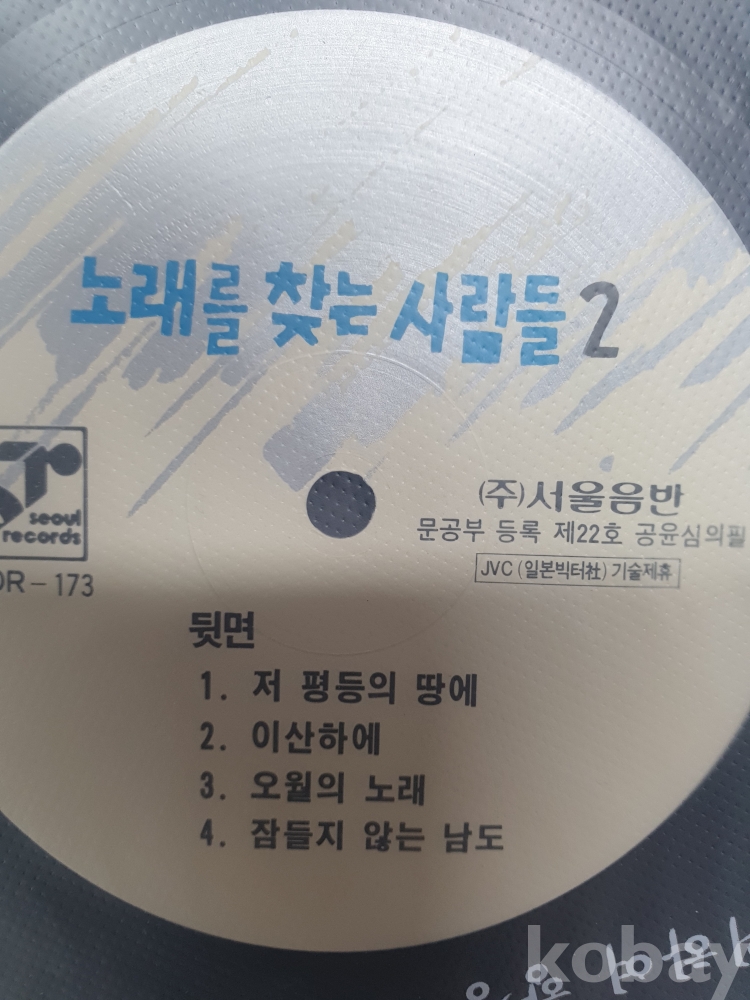 노래를 찾는 사람들 2
(주)서울음반
문공부 등록 제22호 공윤심의필
JVC (일본빅터社) 기술제휴
seoul
records
OR-173
뒷면
1. 저 평등의 땅에
2. 이산하에
3. 오월의 노래
4. 잠들지 않는 남도
kobay